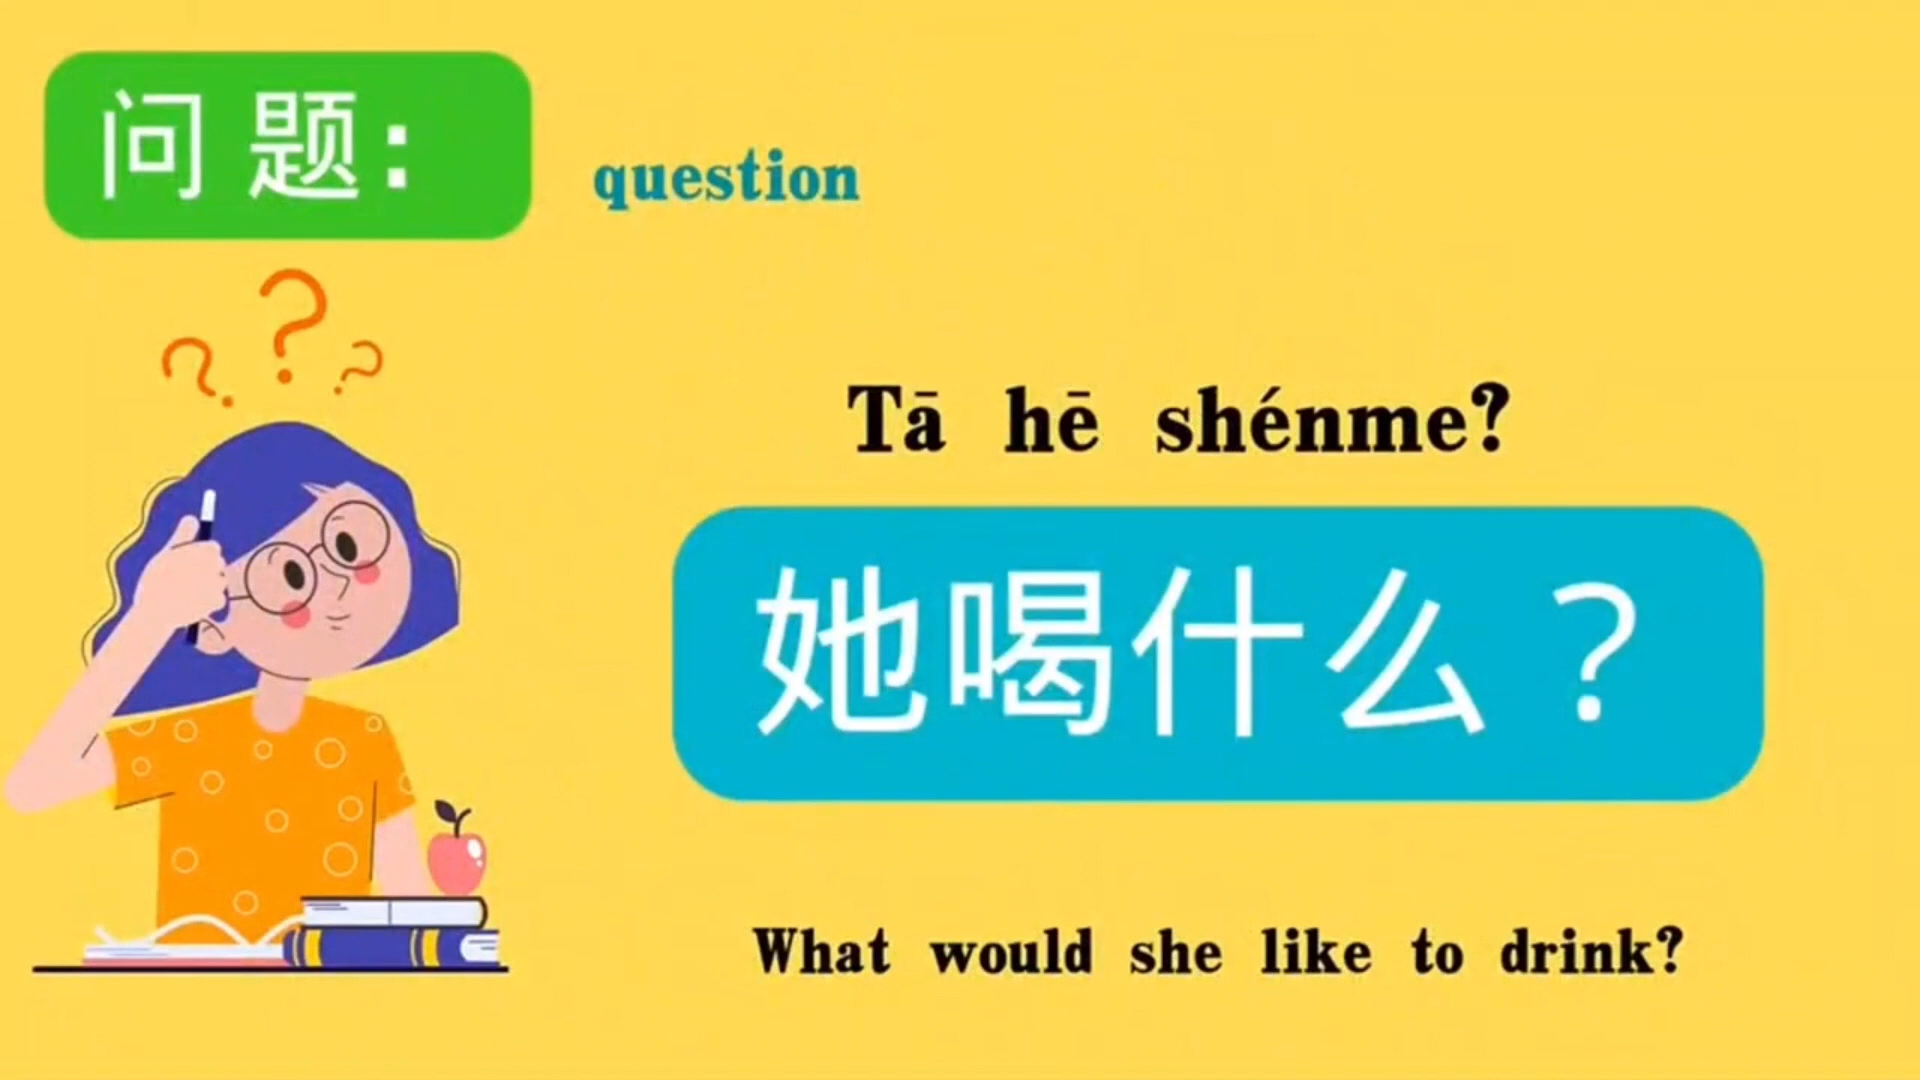 问题：
question
Tā hē shénme?
她喝什么？
What would she like to drink?